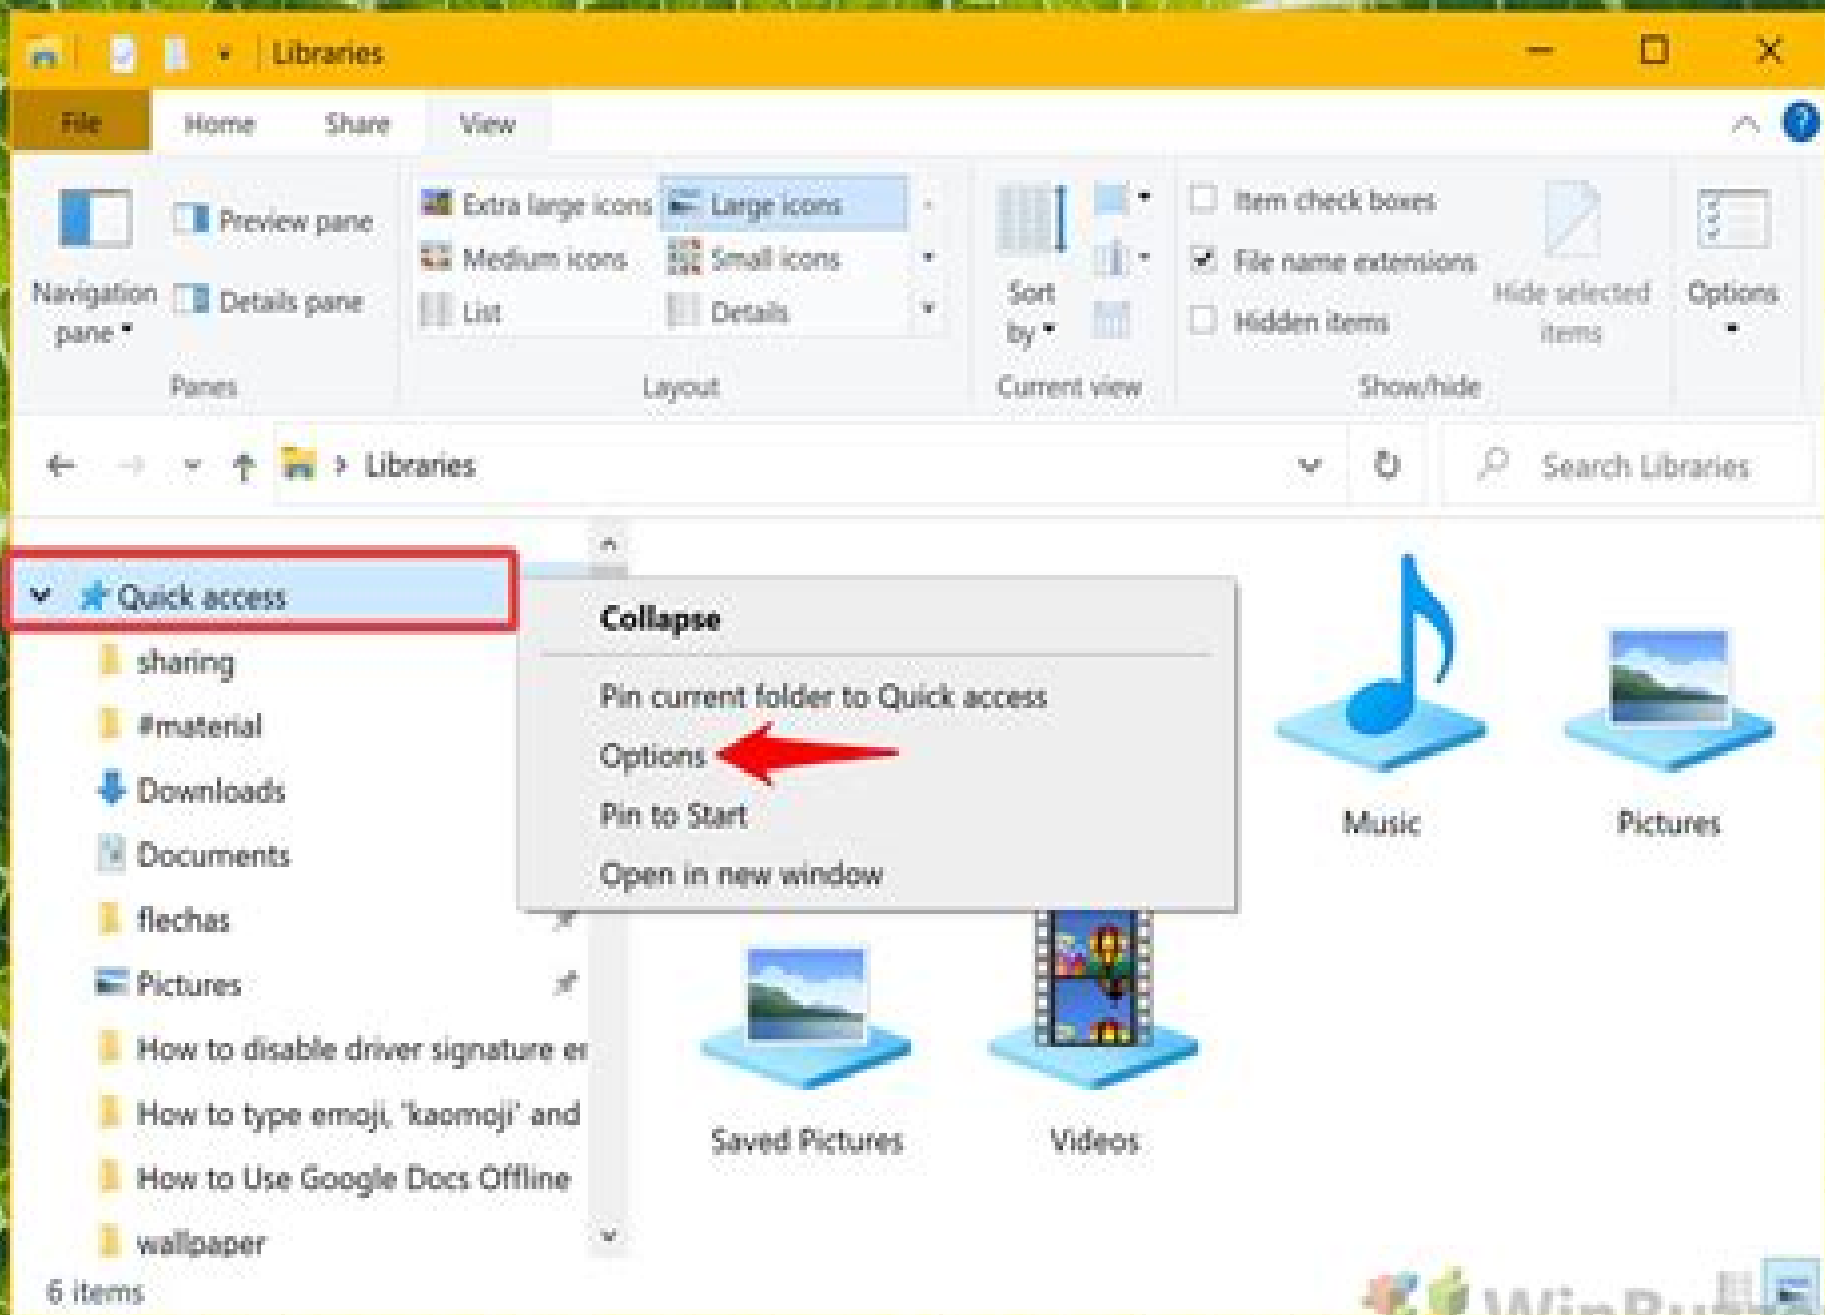 Libraries
File Home Share View
Extra large icons Large icons Item check boxes
Preview pane
Medium icons Small icons File name extensions
Navigation pane Details pane Sort by Hide selected items Options
List Details Hidden items
Panes Layout Current view Show/hide
Libraries Search Libraries
Quick access
Collapse
sharing
Pin current folder to Quick access
#material
Options
Downloads
Pin to Start
Music Pictures
Documents
Open in new window
flechas
Pictures
How to disable driver signature er
How to type emoji, 'kaomoji' and
Saved Pictures Videos
How to Use Google Docs Offline
wallpaper
6 items